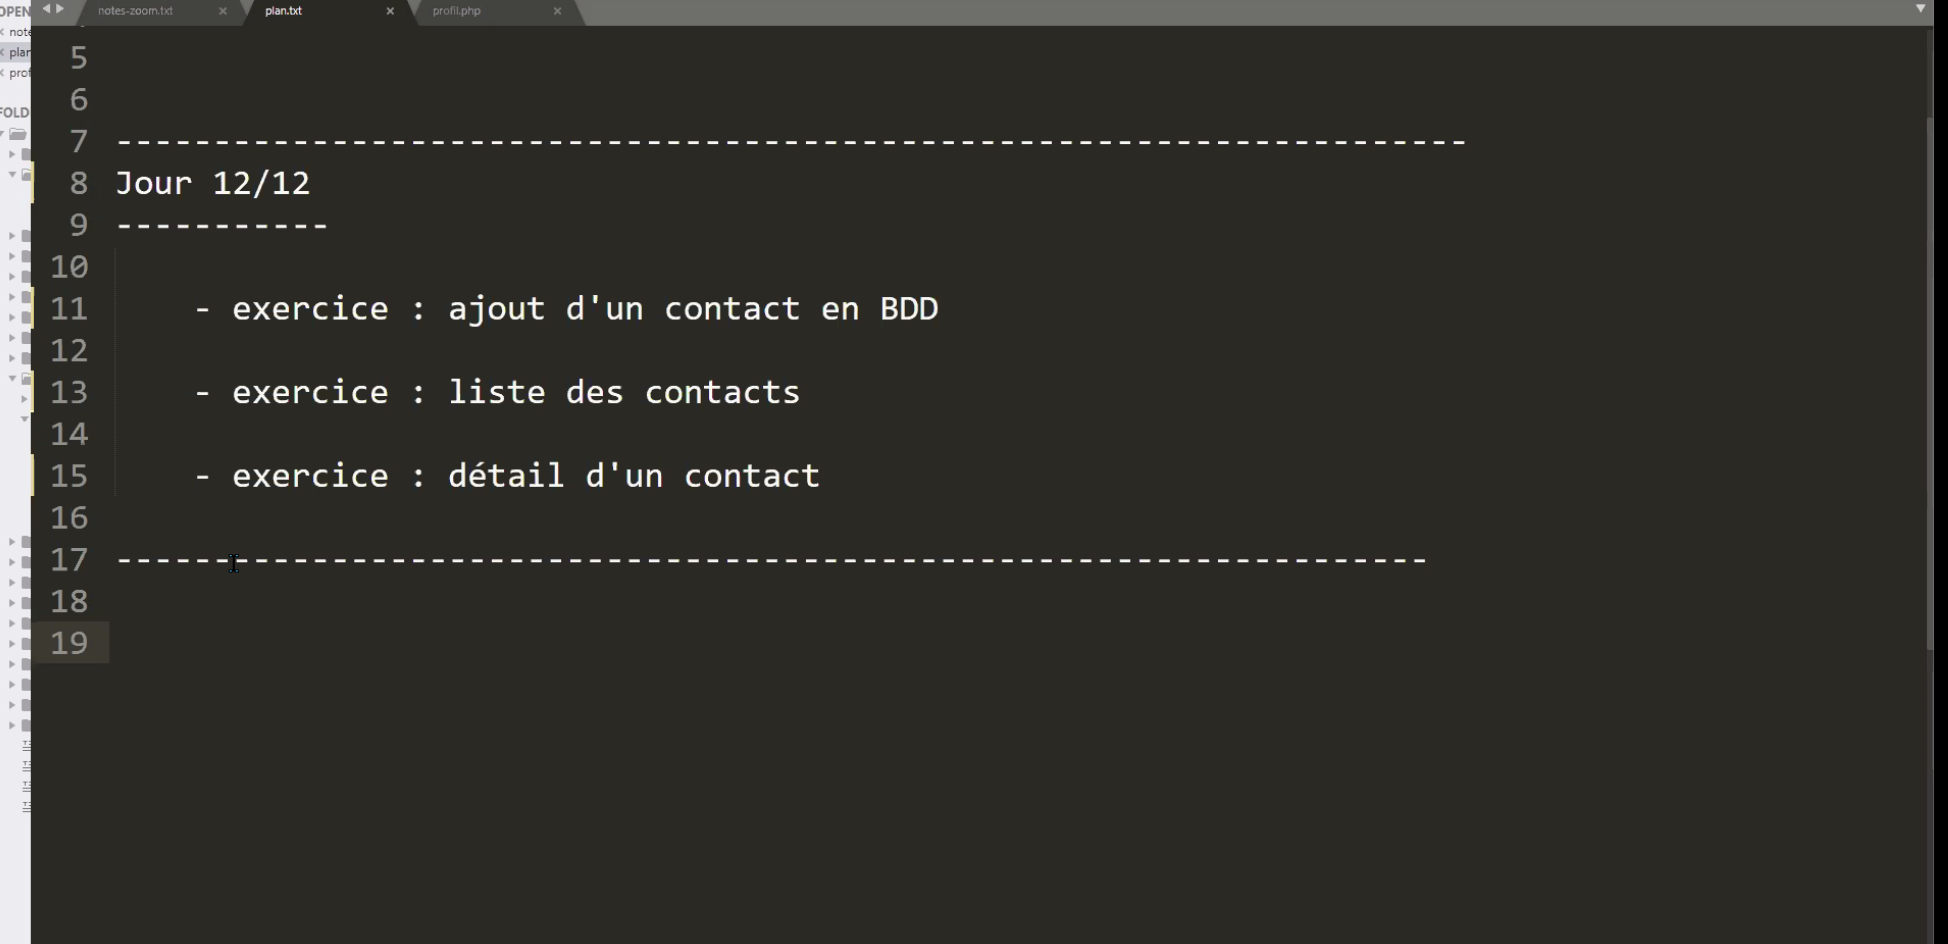 OPEN
notes-zoom.txt
plan.txt
profil.php
note
plan
prof
FOLD
5
6
7 ---------------------------------------------------------------------
8 Jour 12/12
9 -----------
10
11 - exercice : ajout d'un contact en BDD
12
13 - exercice : liste des contacts
14
15 - exercice : détail d'un contact
16
17 -------------------------------------------------------------------
18
19